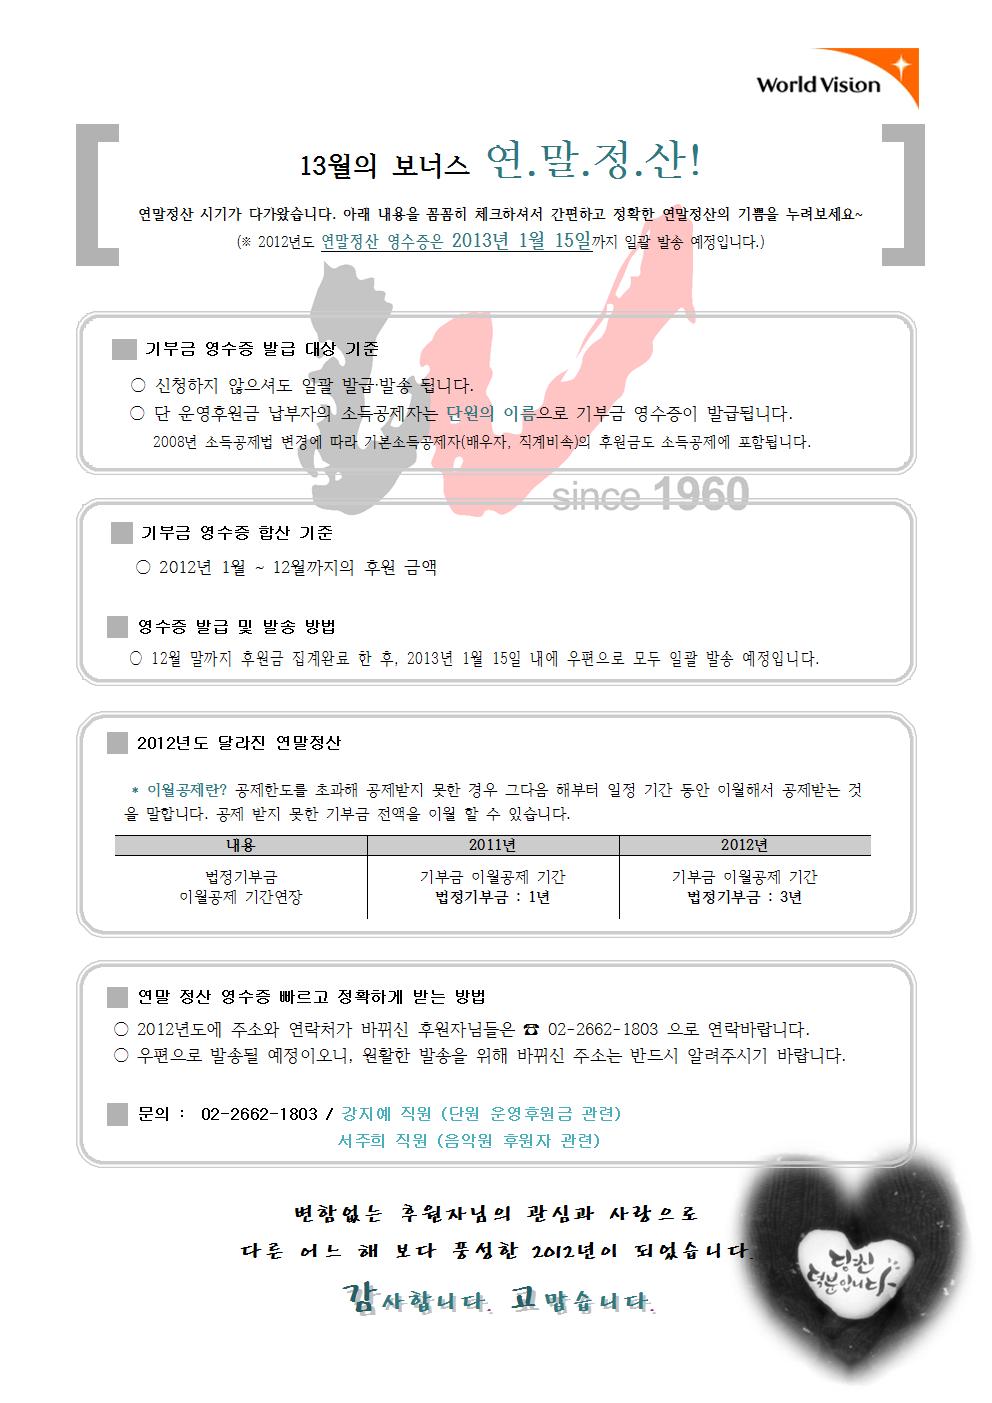 World Vision
13월의 보너스 연.말.정.산!
연말정산 시기가 다가왔습니다. 아래 내용을 꼼꼼히 체크하셔서 간편하고 정확한 연말정산의 기쁨을 누려보세요~
(※ 2012년도 연말정산 영수증은 2013년 1월 15일까지 일괄 발송 예정입니다.)
기부금 영수증 발급 대상 기준
○ 신청하지 않으셔도 일괄 발급·발송 됩니다.
○ 단 운영후원금 납부자의 소득공제자는 단원의 이름으로 기부금 영수증이 발급됩니다.
2008년 소득공제법 변경에 따라 기본소득공제자(배우자, 직계비속)의 후원금도 소득공제에 포함됩니다.
since 1960
기부금 영수증 합산 기준
○ 2012년 1월 ~ 12월까지의 후원 금액
영수증 발급 및 발송 방법
○ 12월 말까지 후원금 집계완료 한 후, 2013년 1월 15일 내에 우편으로 모두 일괄 발송 예정입니다.
2012년도 달라진 연말정산
* 이월공제란? 공제한도를 초과해 공제받지 못한 경우 그다음 해부터 일정 기간 동안 이월해서 공제받는 것
을 말합니다. 공제 받지 못한 기부금 전액을 이월 할 수 있습니다.
내용 2011년 2012년
법정기부금 기부금 이월공제 기간 기부금 이월공제 기간
이월공제 기간연장 법정기부금 : 1년 법정기부금 : 3년
연말 정산 영수증 빠르고 정확하게 받는 방법
○ 2012년도에 주소와 연락처가 바뀌신 후원자님들은 ☎ 02-2662-1803 으로 연락바랍니다.
○ 우편으로 발송될 예정이오니, 원활한 발송을 위해 바뀌신 주소는 반드시 알려주시기 바랍니다.
문의 : 02-2662-1803 / 강지예 직원 (단원 운영후원금 관련)
서주희 직원 (음악원 후원자 관련)
변함없는 후원자님의 관심과 사랑으로
다른 어느 해 보다 풍성한 2012년이 되었습니다.
감사합니다. 고맙습니다.
당신
덕분입니다